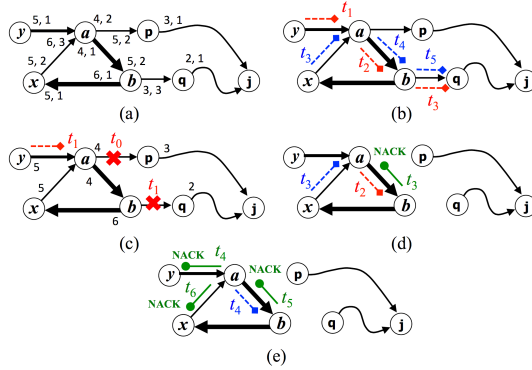 5, 1
4, 2
3, 1
y
a
p
6, 3
4, 1
5, 2
5, 2
5, 2
2, 1
6, 1
x
b
q
j
5, 1
3, 3
(a)
t1
y
a
p
t3
t4
t2
t5
x
b
q
j
t3
(b)
t1
4
t0
3
y
a
p
5
5
4
t1
2
x
b
q
j
6
(c)
y
a
p
NACK
t3
t2
t3
x
b
q
j
(d)
NACK
t4
y
a
NACK
p
t6
NACK
t4
t5
x
b
q
j
(e)